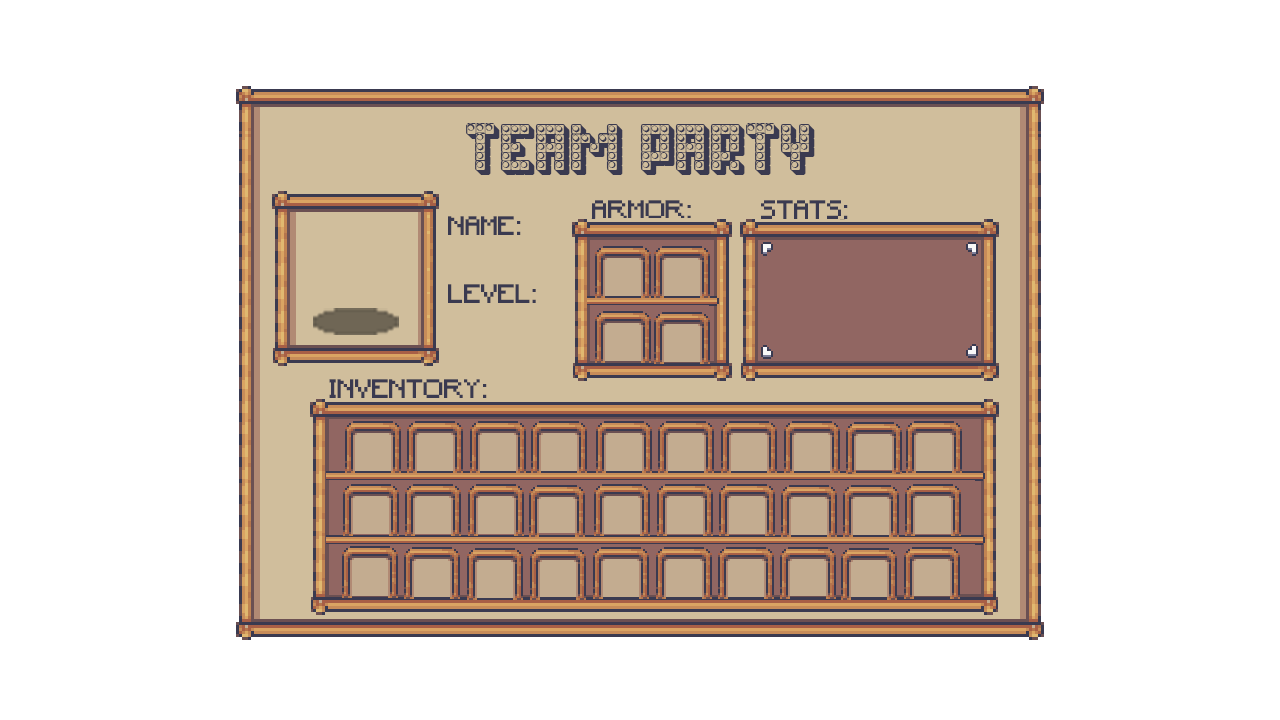 TEAM PARTY
NAME:
ARMOR:
STATS:
LEVEL:
INVENTORY: